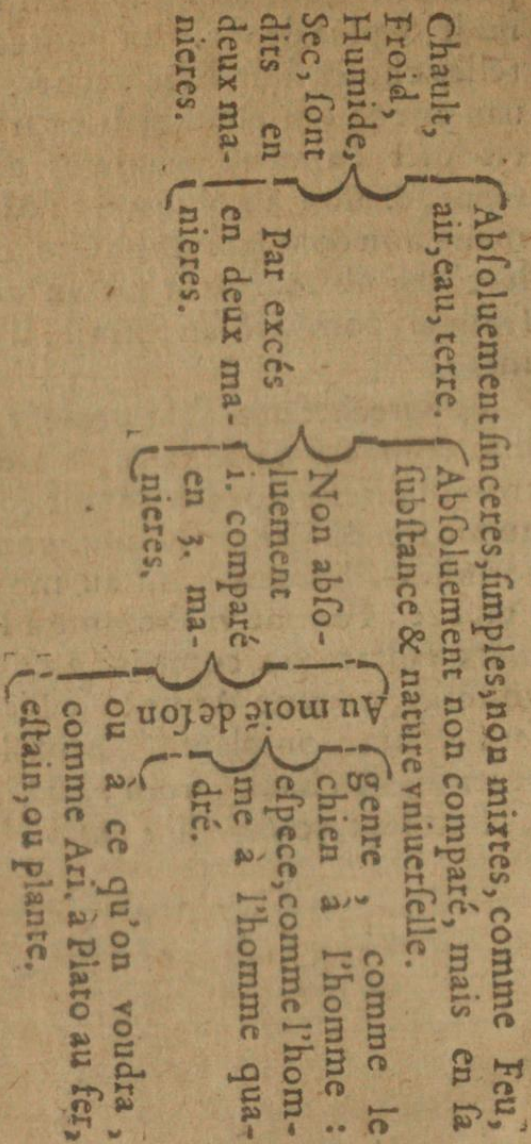 Chault,
Froid,
Humide,
Sec, ſont
dits en
deux ma-
nieres.
Abſoluement ſinceres, ſimples, non mixtes, comme Feu,
air, eau, terre.
Par excés
en deux ma-
nieres.
Abſoluement non comparé, mais en ſa
ſubſtance & nature vniuerſelle.
Non abſo-
luement
i. comparé
en 3. ma-
nieres.
Au moiē de ſon
genre, comme le
chien à l'homme :
eſpece, comme l'hom-
me à l'homme qua-
dré.
ou à ce qu'on voudra,
comme Ari. à Plato au fer,
eſtain, ou plante.